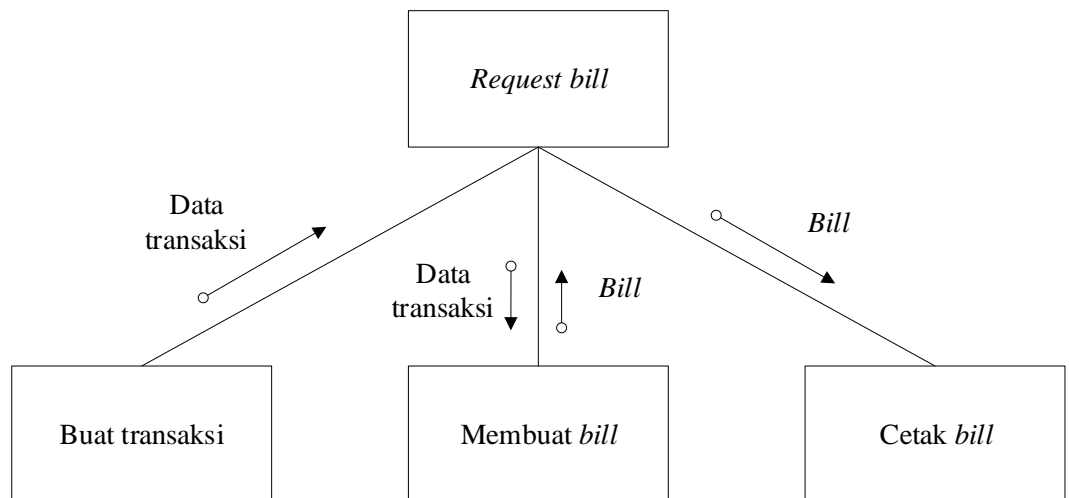 Request bill
Data
transaksi
Bill
Data
transaksi
Bill
Buat transaksi
Membuat bill
Cetak bill